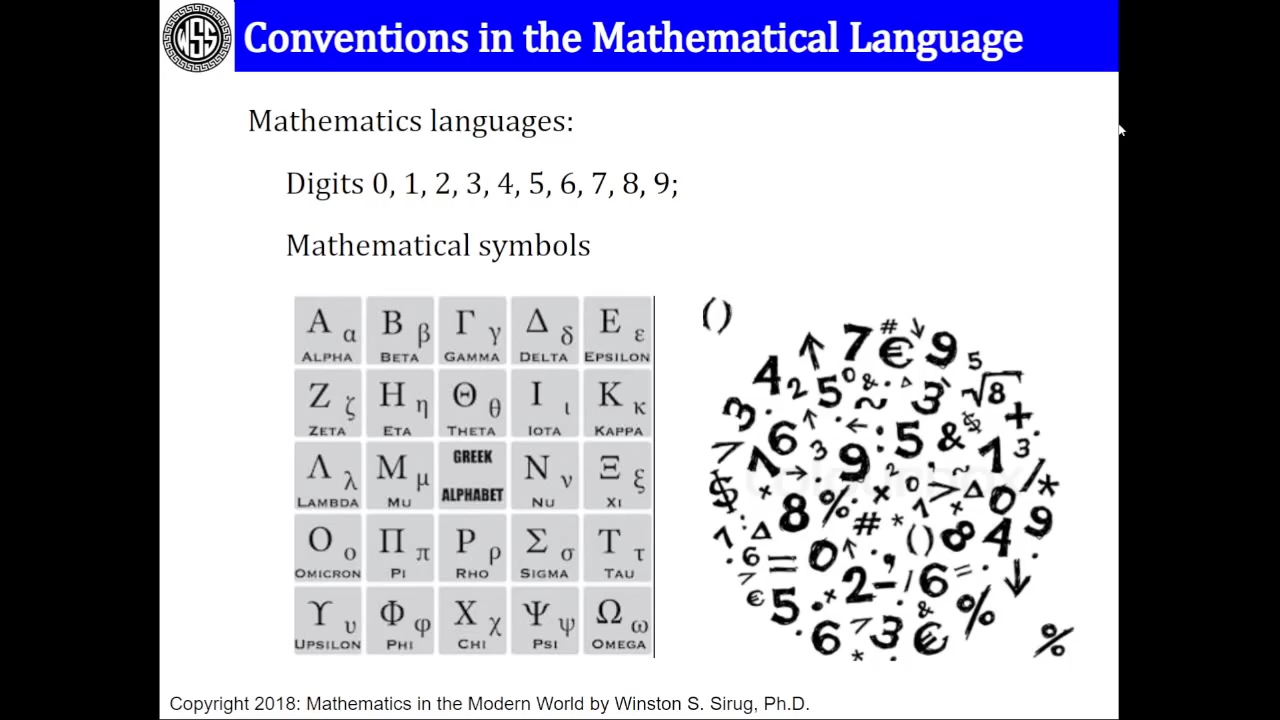 WSS
Conventions in the Mathematical Language
Mathematics languages:
Digits 0, 1, 2, 3, 4, 5, 6, 7, 8, 9;
Mathematical symbols
Α α Β β Γ γ Δ δ Ε ε
ALPHA BETA GAMMA DELTA EPSILON
Ζ ζ Η η Θ θ Ι ι Κ κ
ZETA ETA THETA IOTA KAPPA
Λ λ Μ μ GREEK ALPHABET Ν ν Ξ ξ
LAMBDA MU NU XI
Ο ο Π π Ρ ρ Σ σ Τ τ
OMICRON PI RHO SIGMA TAU
Υ υ Φ φ Χ χ Ψ ψ Ω ω
UPSILON PHI CHI PSI OMEGA
Copyright 2018: Mathematics in the Modern World by Winston S. Sirug, Ph.D.